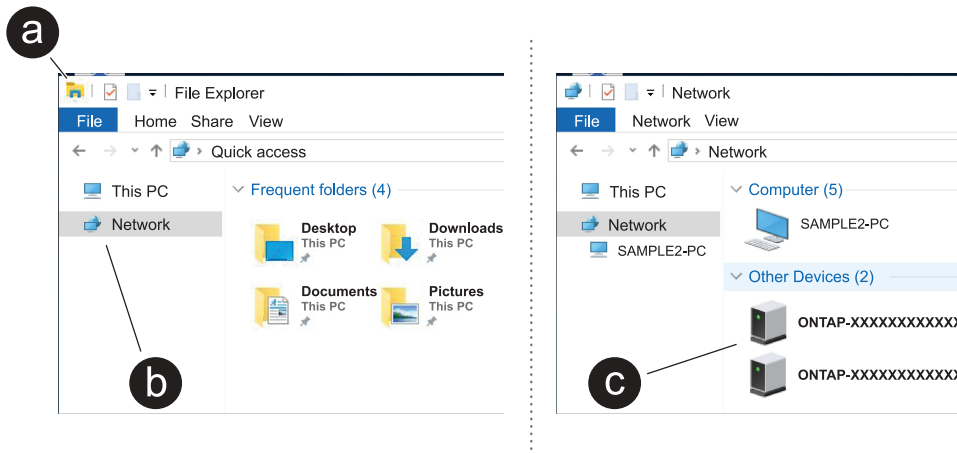 a
File Explorer
File Home Share View
Quick access
This PC
Network
Frequent folders (4)
Desktop
This PC
Downloads
This PC
Documents
This PC
Pictures
This PC
b
Network
File Network View
Network
This PC
Network
SAMPLE2-PC
Computer (5)
SAMPLE2-PC
Other Devices (2)
ONTAP-XXXXXXXXXXXX
ONTAP-XXXXXXXXXXXX
c